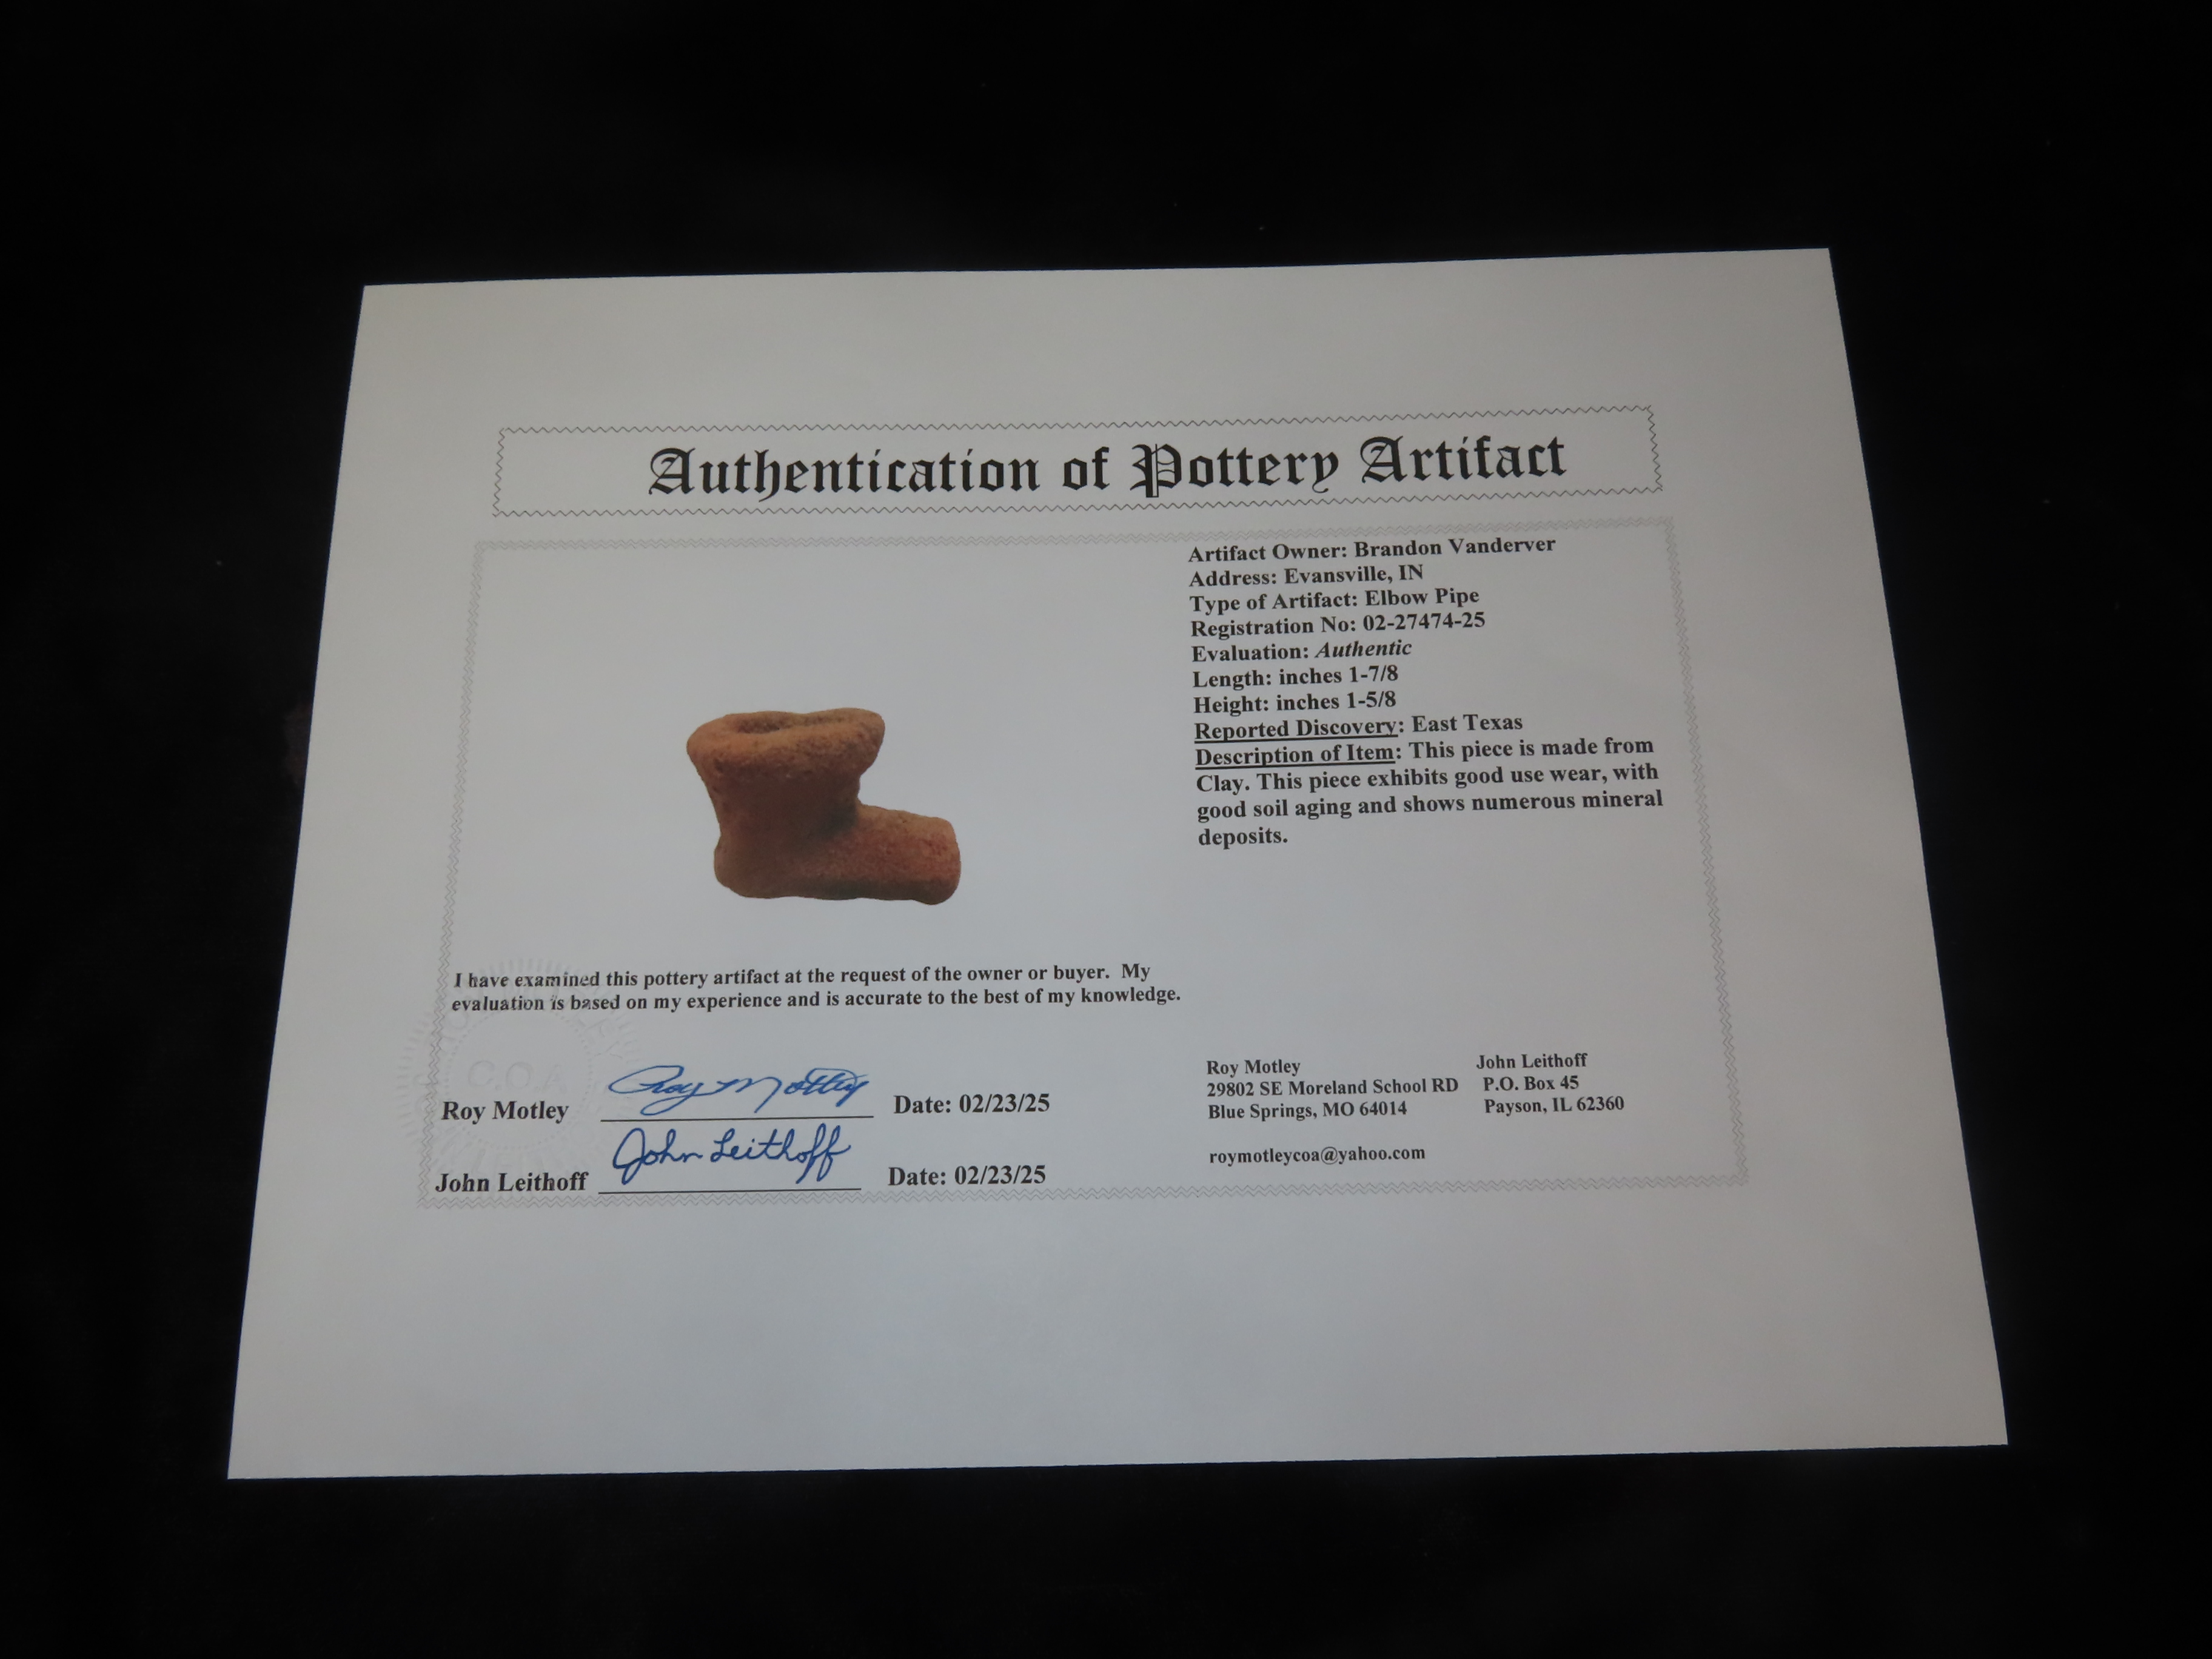 Authentication of Pottery Artifact
Artifact Owner: Brandon Vanderver
Address: Evansville, IN
Type of Artifact: Elbow Pipe
Registration No: 02-27474-25
Evaluation: Authentic
Length: inches 1-7/8
Height: inches 1-5/8
Reported Discovery: East Texas
Description of Item: This piece is made from
Clay. This piece exhibits good use wear, with
good soil aging and shows numerous mineral
deposits.
I have examined this pottery artifact at the request of the owner or buyer. My
evaluation is based on my experience and is accurate to the best of my knowledge.
C.O.A
Roy Motley Roy Motley Date: 02/23/25
John Leithoff John Leithoff Date: 02/23/25
Roy Motley
29802 SE Moreland School RD
Blue Springs, MO 64014
roymotleycoa@yahoo.com
John Leithoff
P.O. Box 45
Payson, IL 62360